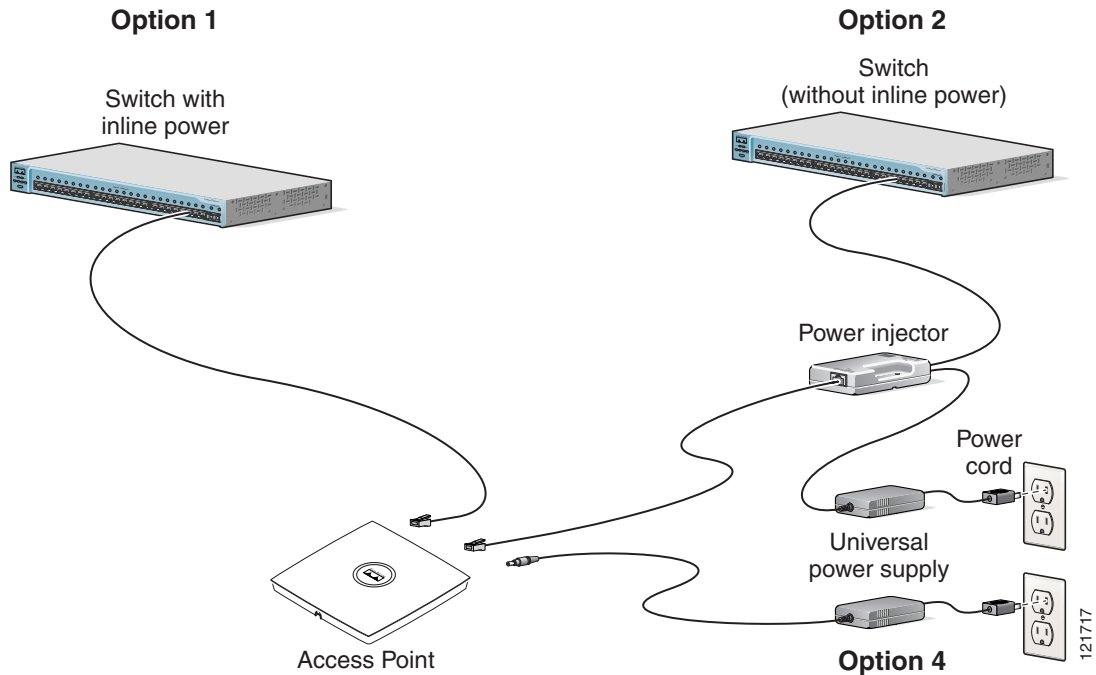 Option 1
Option 2
Switch with
inline power
Switch
(without inline power)
Power injector
Power
cord
Universal
power supply
Access Point
Option 4
121717